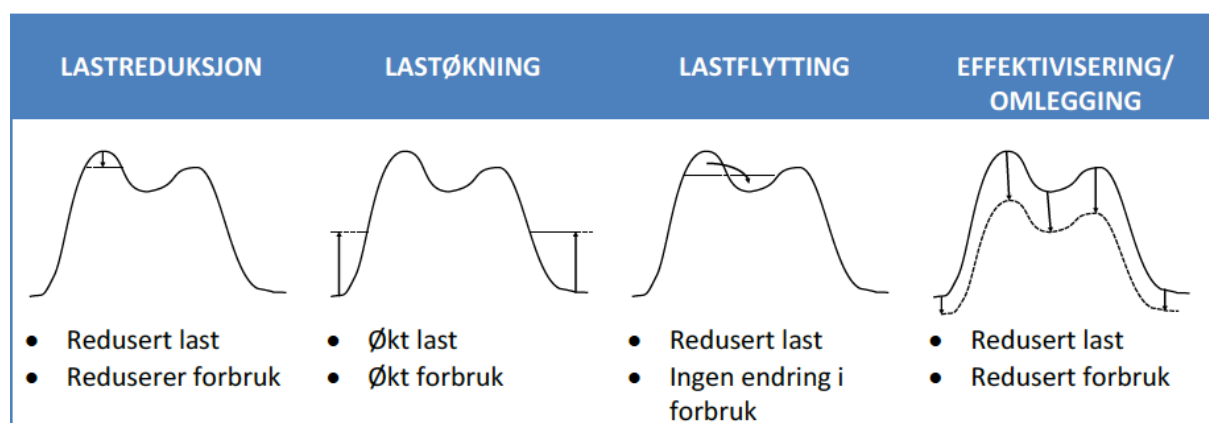 LASTREDUKSJON
LASTØKNING
LASTFLYTTING
EFFEKTIVISERING/
OMLEGGING
• Redusert last
• Reduserer forbruk
• Økt last
• Økt forbruk
• Redusert last
• Ingen endring i
forbruk
• Redusert last
• Redusert forbruk